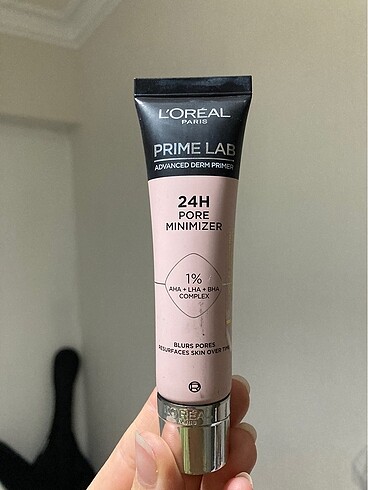 L'ORÉAL
PARIS
PRIME LAB
ADVANCED DERM PRIMER
24H
PORE
MINIMIZER
1%
AHA + LHA + BHA
COMPLEX
BLURS PORES
RESURFACES SKIN OVER TIME
L'ORÉAL